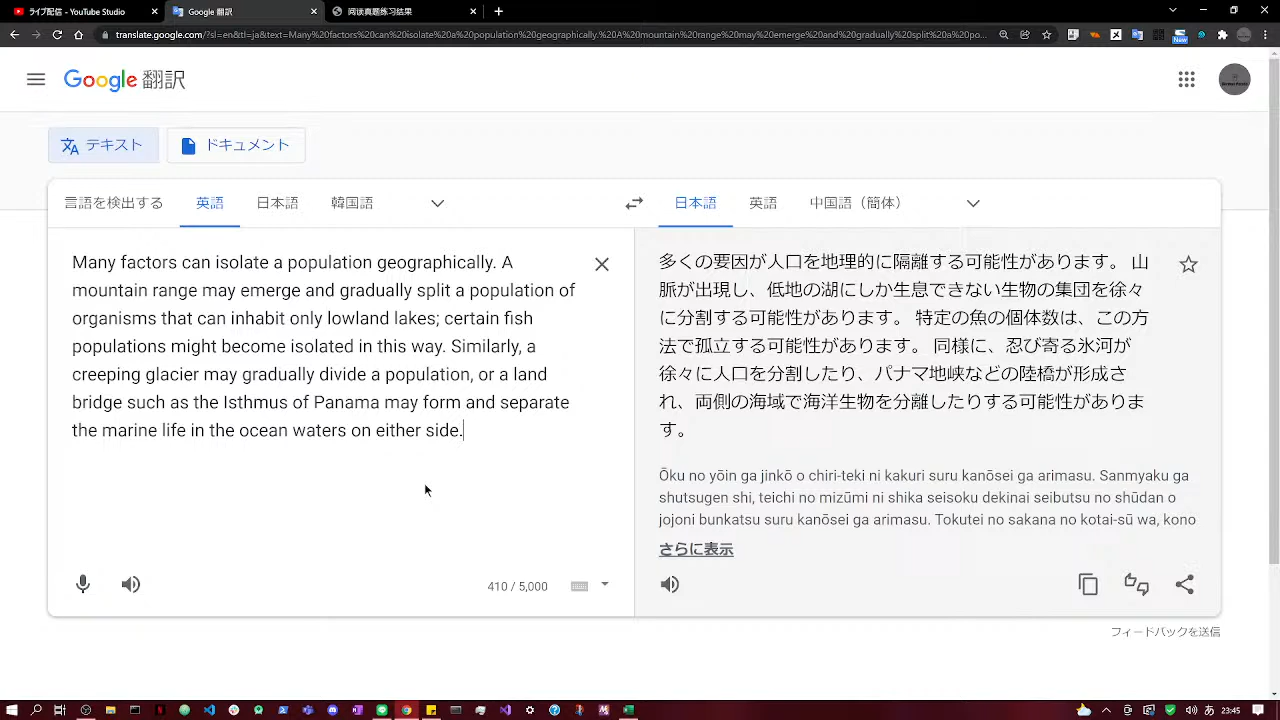 ライブ配信 - YouTube Studio
Google 翻訳
阅读真题练习结果
translate.google.com/?sl=en&tl=ja&text=Many%20factors%20can%20isolate%20a%20population%20geographically.%20A%20mountain%20range%20may%20emerge%20and%20gradually%20split%20a%20po...
New
Google 翻訳
テキスト
ドキュメント
言語を検出する 英語 日本語 韓国語
日本語 英語 中国語（簡体）
Many factors can isolate a population geographically. A
mountain range may emerge and gradually split a population of
organisms that can inhabit only lowland lakes; certain fish
populations might become isolated in this way. Similarly, a
creeping glacier may gradually divide a population, or a land
bridge such as the Isthmus of Panama may form and separate
the marine life in the ocean waters on either side.
410 / 5,000
多くの要因が人口を地理的に隔離する可能性があります。 山
脈が出現し、低地の湖にしか生息できない生物の集団を徐々
に分割する可能性があります。 特定の魚の個体数は、この方
法で孤立する可能性があります。 同様に、忍び寄る氷河が
徐々に人口を分割したり、パナマ地峡などの陸橋が形成さ
れ、両側の海域で海洋生物を分離したりする可能性がありま
す。
Ōku no yōin ga jinkō o chiri-teki ni kakuri suru kanōsei ga arimasu. Sanmyaku ga
shutsugen shi, teichi no mizūmi ni shika seisoku dekinai seibutsu no shūdan o
jojoni bunkatsu suru kanōsei ga arimasu. Tokutei no sakana no kotai-sū wa, kono
さらに表示
フィードバックを送信
あ
23:45